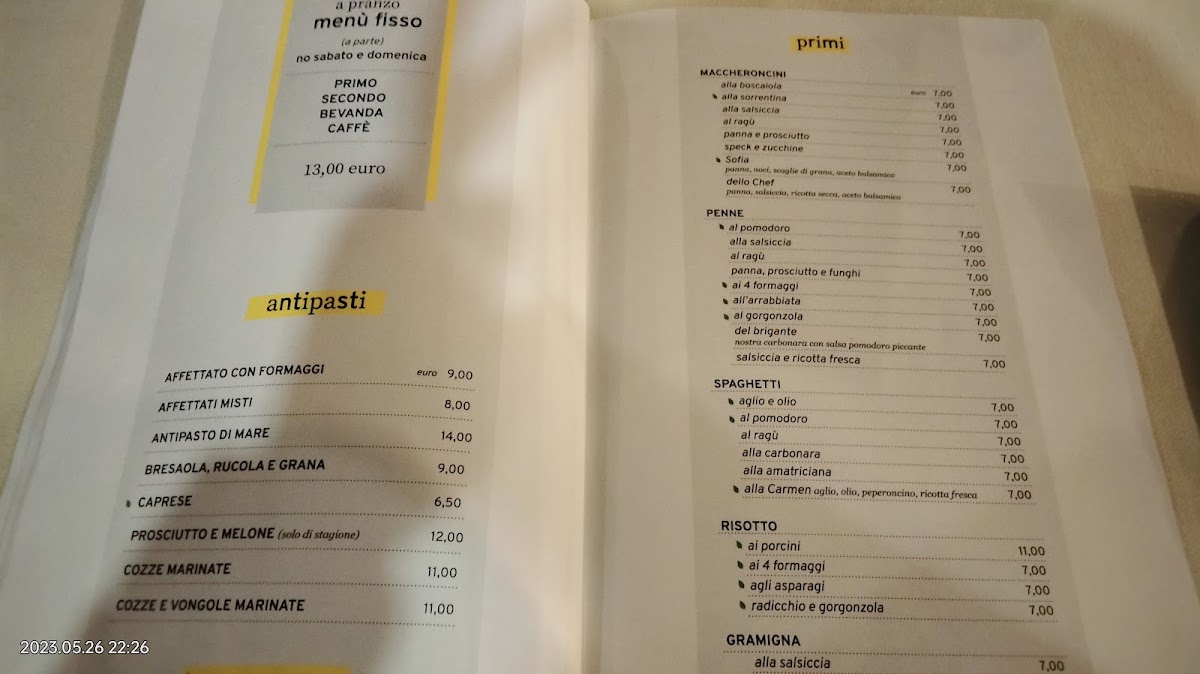 a pranzo
menù fisso
(a parte)
no sabato e domenica
PRIMO
SECONDO
BEVANDA
CAFFÈ
13,00 euro
antipasti
AFFETTATO CON FORMAGGI euro 9,00
AFFETTATI MISTI 8,00
ANTIPASTO DI MARE 14,00
BRESAOLA, RUCOLA E GRANA 9,00
CAPRESE 6,50
PROSCIUTTO E MELONE (solo di stagione) 12,00
COZZE MARINATE 11,00
COZZE E VONGOLE MARINATE 11,00
primi
MACCHERONCINI
alla boscaiola euro 7,00
alla sorrentina 7,00
alla salsiccia 7,00
al ragù 7,00
panna e prosciutto 7,00
speck e zucchine 7,00
Sofia 7,00
panna, noci, scaglie di grana, aceto balsamico
dello Chef 7,00
panna, salsiccia, ricotta secca, aceto balsamico
PENNE
al pomodoro 7,00
alla salsiccia 7,00
al ragù 7,00
panna, prosciutto e funghi 7,00
ai 4 formaggi 7,00
all'arrabbiata 7,00
al gorgonzola 7,00
del brigante 7,00
nostra carbonara con salsa pomodoro piccante
salsiccia e ricotta fresca 7,00
SPAGHETTI
aglio e olio 7,00
al pomodoro 7,00
al ragù 7,00
alla carbonara 7,00
alla amatriciana 7,00
alla Carmen aglio, olio, peperoncino, ricotta fresca 7,00
RISOTTO
ai porcini 11,00
ai 4 formaggi 7,00
agli asparagi 7,00
radicchio e gorgonzola 7,00
GRAMIGNA
alla salsiccia 7,00
2023.05.26 22:26